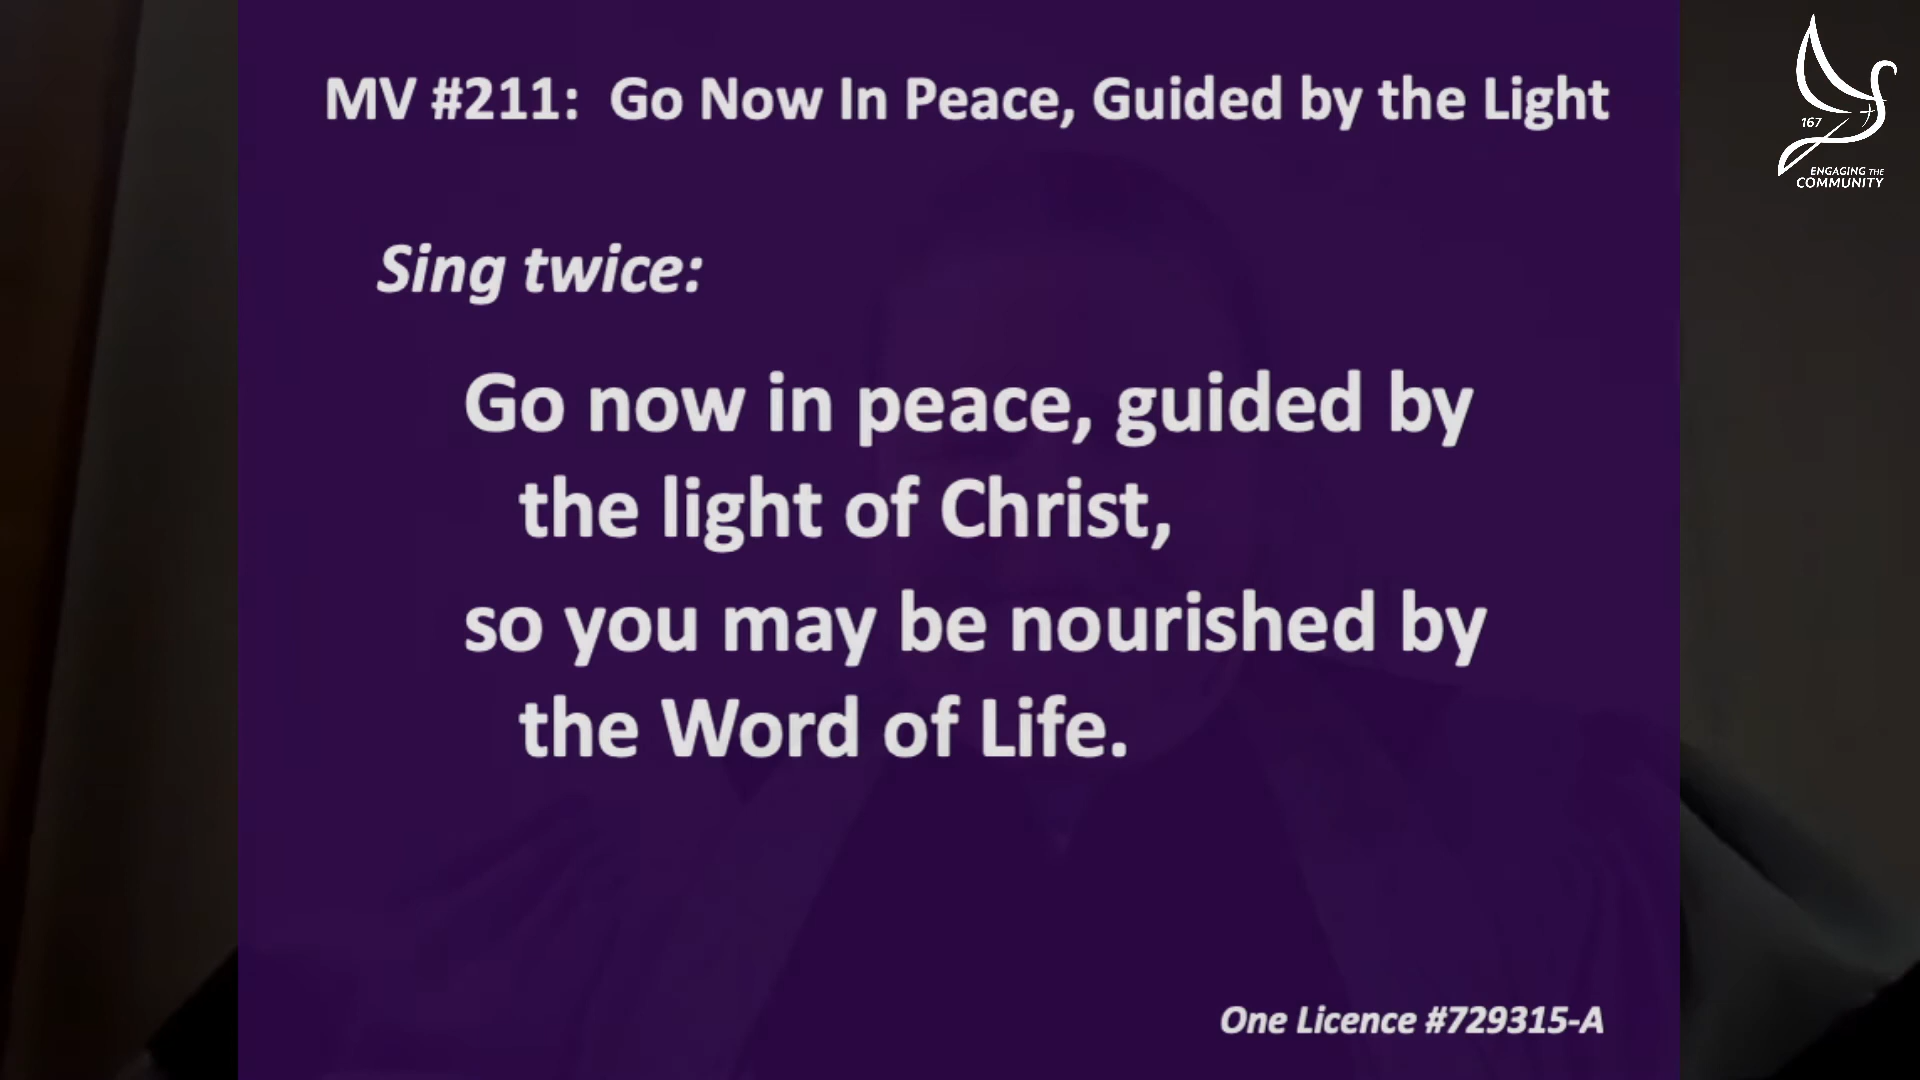 MV #211:  Go Now In Peace, Guided by the Light
Sing twice:
Go now in peace, guided by
the light of Christ,
so you may be nourished by
the Word of Life.
One Licence #729315-A
167
ENGAGING THE
COMMUNITY